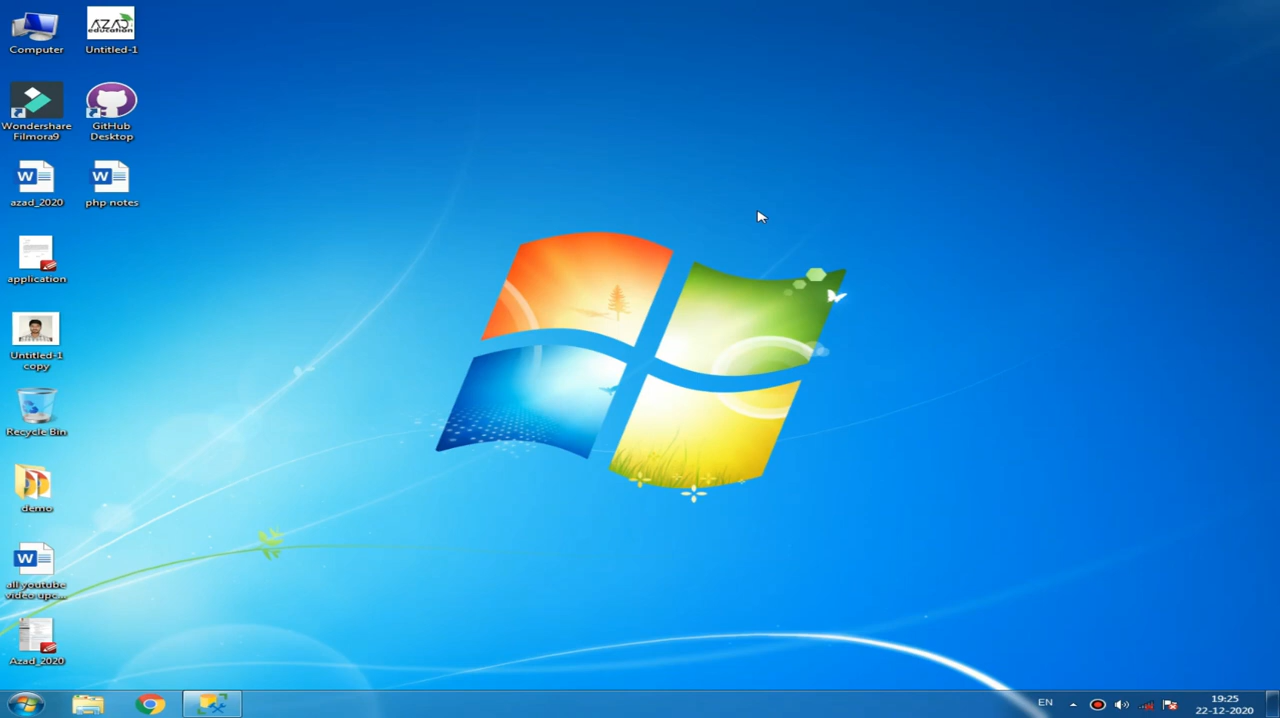 Computer
AZAD
education
Untitled-1
Wondershare
Filmora9
GitHub
Desktop
W
azad_2020
W
php notes
application
Untitled-1
copy
Recycle Bin
demo
W
all youtube
video upc...
Azad_2020
EN
19:25
22-12-2020